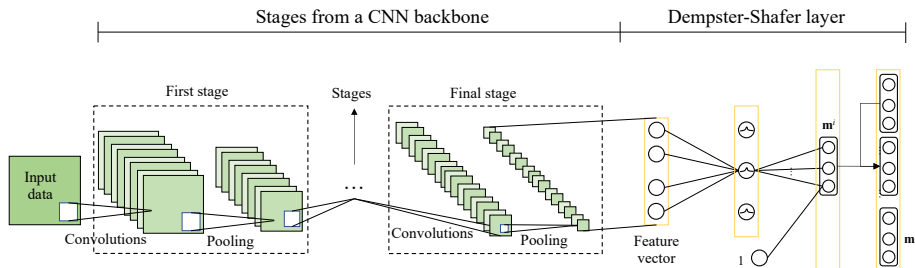 Stages from a CNN backbone
Dempster-Shafer layer
First stage
Stages
Final stage
Input
data
Convolutions
Pooling
...
Convolutions
Pooling
Feature
vector
1
m^i
m